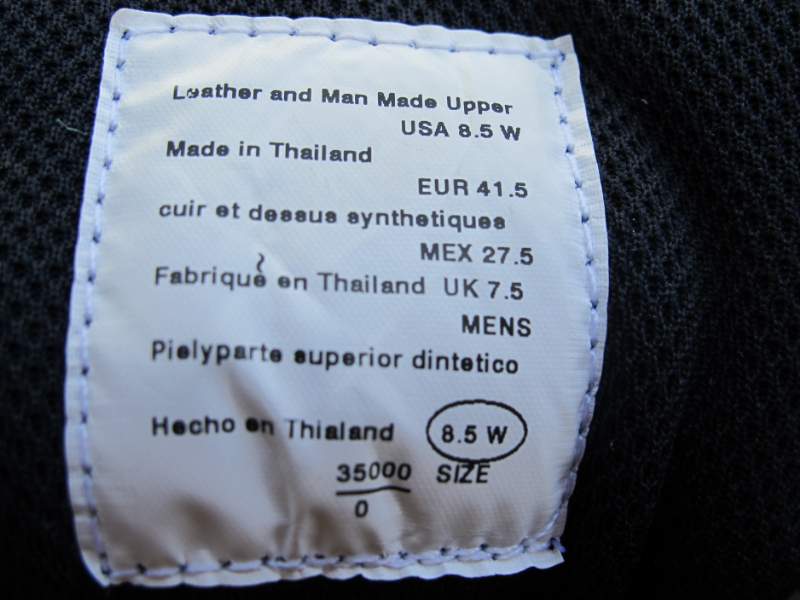 Leather and Man Made Upper
USA 8.5 W
Made in Thailand
EUR 41.5
cuir et dessus synthetiques
MEX 27.5
Fabrique en Thailand UK 7.5
MENS
Pielyparte superior dintetico
Hecho en Thialand 8.5 W
35000 SIZE
0